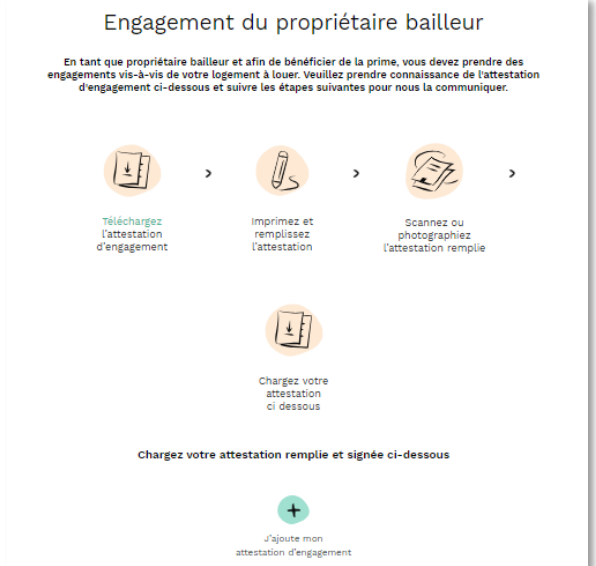 Engagement du propriétaire bailleur
En tant que propriétaire bailleur et afin de bénéficier de la prime, vous devez prendre des
engagements vis-à-vis de votre logement à louer. Veuillez prendre connaissance de l'attestation
d'engagement ci-dessous et suivre les étapes suivantes pour nous la communiquer.
Téléchargez
l'attestation
d'engagement
Imprimez et
remplissez
l'attestation
Scannez ou
photographiez
l'attestation remplie
Chargez votre
attestation
ci dessous
Chargez votre attestation remplie et signée ci-dessous
J'ajoute mon
attestation d'engagement